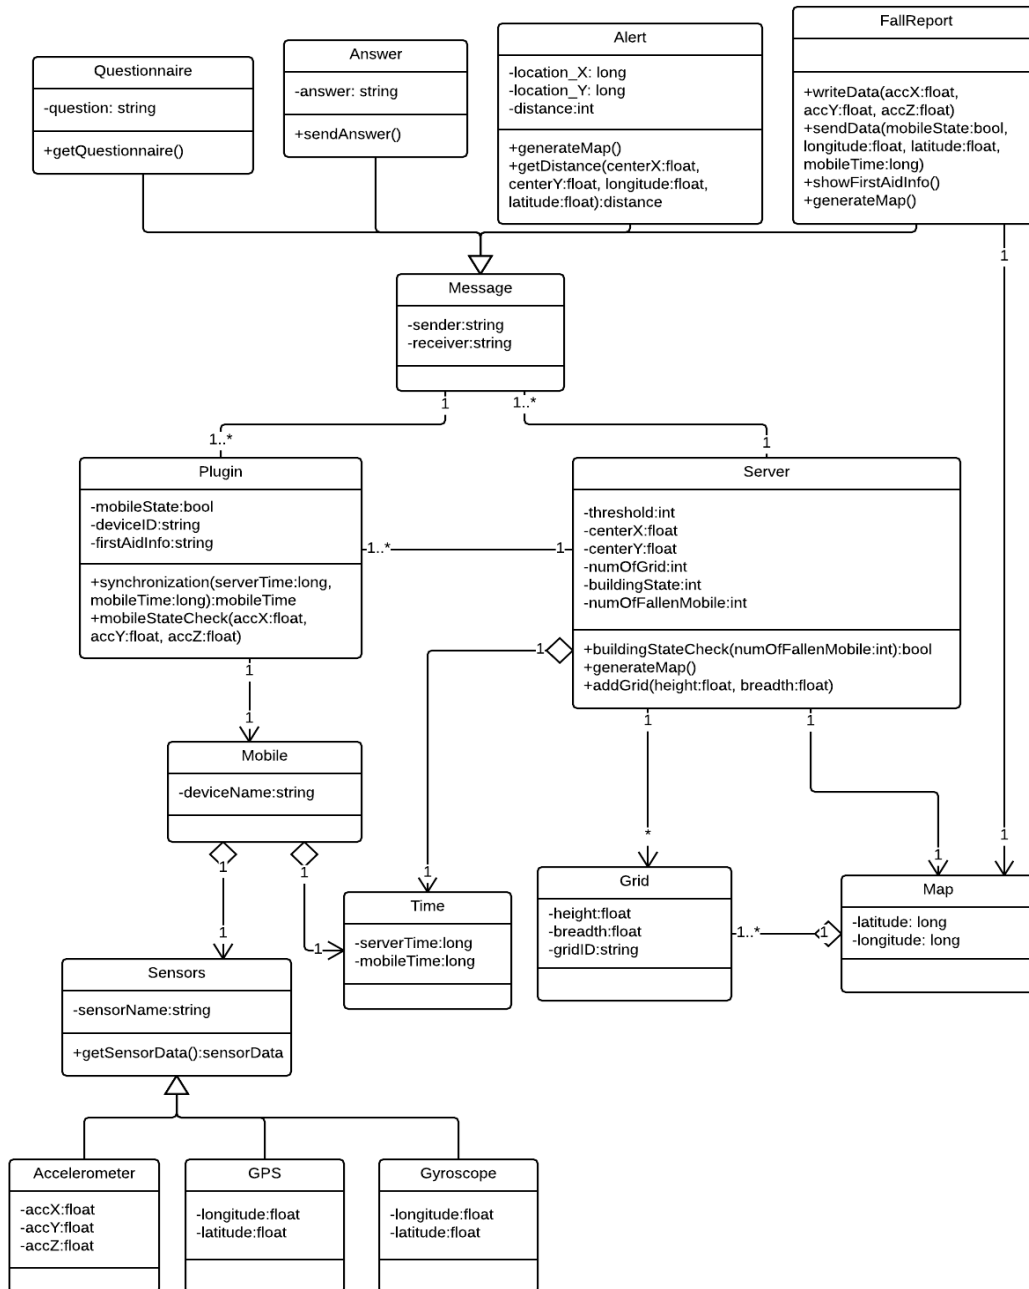 Questionnaire
-question: string
+getQuestionnaire()
Answer
-answer: string
+sendAnswer()
Alert
-location_X: long
-location_Y: long
-distance:int
+generateMap()
+getDistance(centerX:float,
centerY:float, longitude:float,
latitude:float):distance
FallReport
+writeData(accX:float,
accY:float, accZ:float)
+sendData(mobileState:bool,
longitude:float, latitude:float,
mobileTime:long)
+showFirstAidInfo()
+generateMap()
1
Message
-sender:string
-receiver:string
1
1..*
1..*
1
Plugin
-mobileState:bool
-deviceID:string
-firstAidInfo:string
+synchronization(serverTime:long,
mobileTime:long):mobileTime
+mobileStateCheck(accX:float,
accY:float, accZ:float)
1..*
1
Server
-threshold:int
-centerX:float
-centerY:float
-numOfGrid:int
-buildingState:int
-numOfFallenMobile:int
+buildingStateCheck(numOfFallenMobile:int):bool
+generateMap()
+addGrid(height:float, breadth:float)
1
1
1
1
1
Mobile
-deviceName:string
1
1
1
1
1
*
1
1
Time
-serverTime:long
-mobileTime:long
Grid
-height:float
-breadth:float
-gridID:string
1..*
1
Map
-latitude: long
-longitude: long
Sensors
-sensorName:string
+getSensorData():sensorData
Accelerometer
-accX:float
-accY:float
-accZ:float
GPS
-longitude:float
-latitude:float
Gyroscope
-longitude:float
-latitude:float